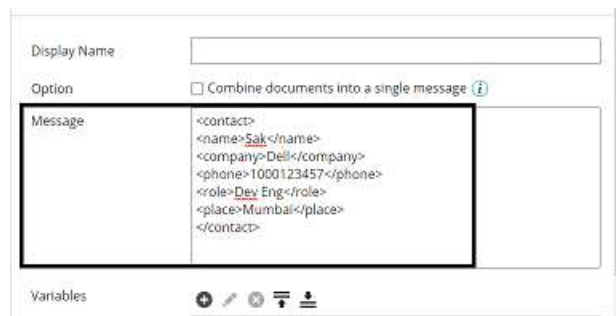 Display Name
Option
Combine documents into a single message i
Message
<contact>
<name>Sak</name>
<company>Dell</company>
<phone>1000123457</phone>
<role>Dev Eng</role>
<place>Mumbai</place>
</contact>
Variables